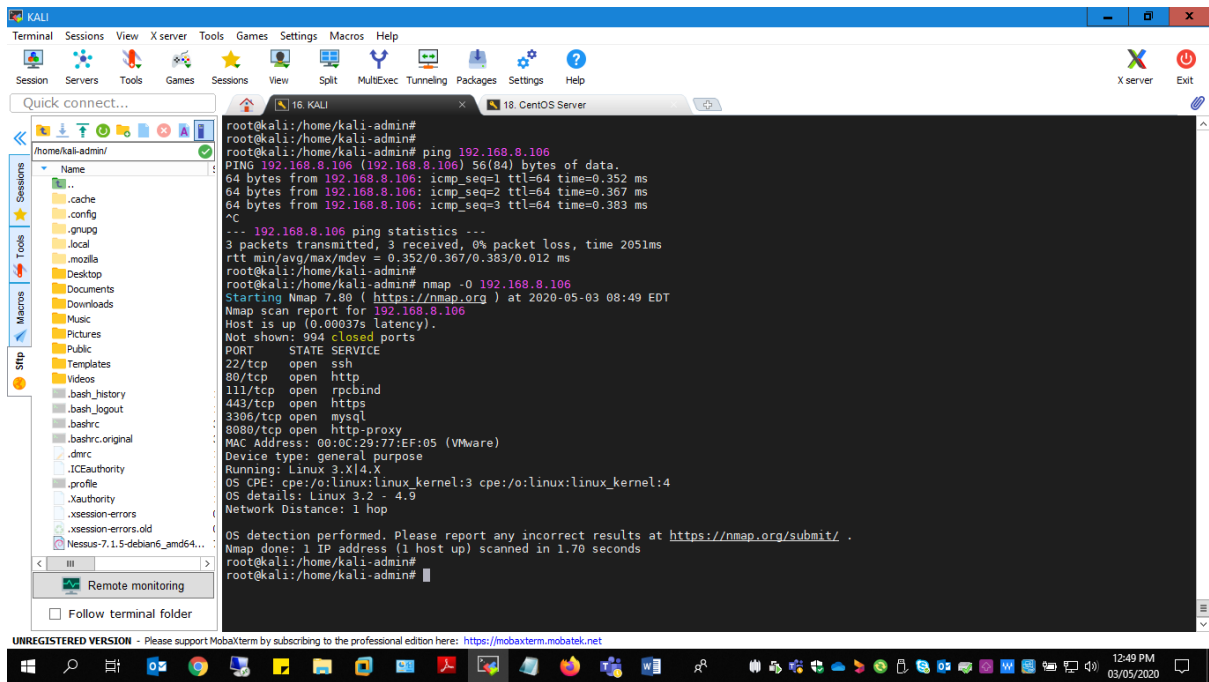 KALI
Terminal Sessions View X server Tools Games Settings Macros Help
Session Servers Tools Games Sessions View Split MultiExec Tunneling Packages Settings Help X server Exit
Quick connect...
16. KALI
18. CentOS Server
/home/kali-admin/
Name
..
.cache
.config
.gnupg
.local
.mozilla
Desktop
Documents
Downloads
Music
Pictures
Public
Templates
Videos
.bash_history
.bash_logout
.bashrc
.bashrc.original
.dmrc
.ICEauthority
.profile
.Xauthority
.xsession-errors
.xsession-errors.old
Nessus-7.1.5-debian6_amd64...
Sessions
Tools
Macros
Sftp
Remote monitoring
Follow terminal folder
root@kali:/home/kali-admin#
root@kali:/home/kali-admin#
root@kali:/home/kali-admin# ping 192.168.8.106
PING 192.168.8.106 (192.168.8.106) 56(84) bytes of data.
64 bytes from 192.168.8.106: icmp_seq=1 ttl=64 time=0.352 ms
64 bytes from 192.168.8.106: icmp_seq=2 ttl=64 time=0.367 ms
64 bytes from 192.168.8.106: icmp_seq=3 ttl=64 time=0.383 ms
^C
--- 192.168.8.106 ping statistics ---
3 packets transmitted, 3 received, 0% packet loss, time 2051ms
rtt min/avg/max/mdev = 0.352/0.367/0.383/0.012 ms
root@kali:/home/kali-admin#
root@kali:/home/kali-admin# nmap -O 192.168.8.106
Starting Nmap 7.80 ( https://nmap.org ) at 2020-05-03 08:49 EDT
Nmap scan report for 192.168.8.106
Host is up (0.00037s latency).
Not shown: 994 closed ports
PORT STATE SERVICE
22/tcp open ssh
80/tcp open http
111/tcp open rpcbind
443/tcp open https
3306/tcp open mysql
8080/tcp open http-proxy
MAC Address: 00:0C:29:77:EF:05 (VMware)
Device type: general purpose
Running: Linux 3.X|4.X
OS CPE: cpe:/o:linux:linux_kernel:3 cpe:/o:linux:linux_kernel:4
OS details: Linux 3.2 - 4.9
Network Distance: 1 hop
OS detection performed. Please report any incorrect results at https://nmap.org/submit/ .
Nmap done: 1 IP address (1 host up) scanned in 1.70 seconds
root@kali:/home/kali-admin#
root@kali:/home/kali-admin#
UNREGISTERED VERSION - Please support MobaXterm by subscribing to the professional edition here: https://mobaxterm.mobatek.net
12:49 PM
03/05/2020